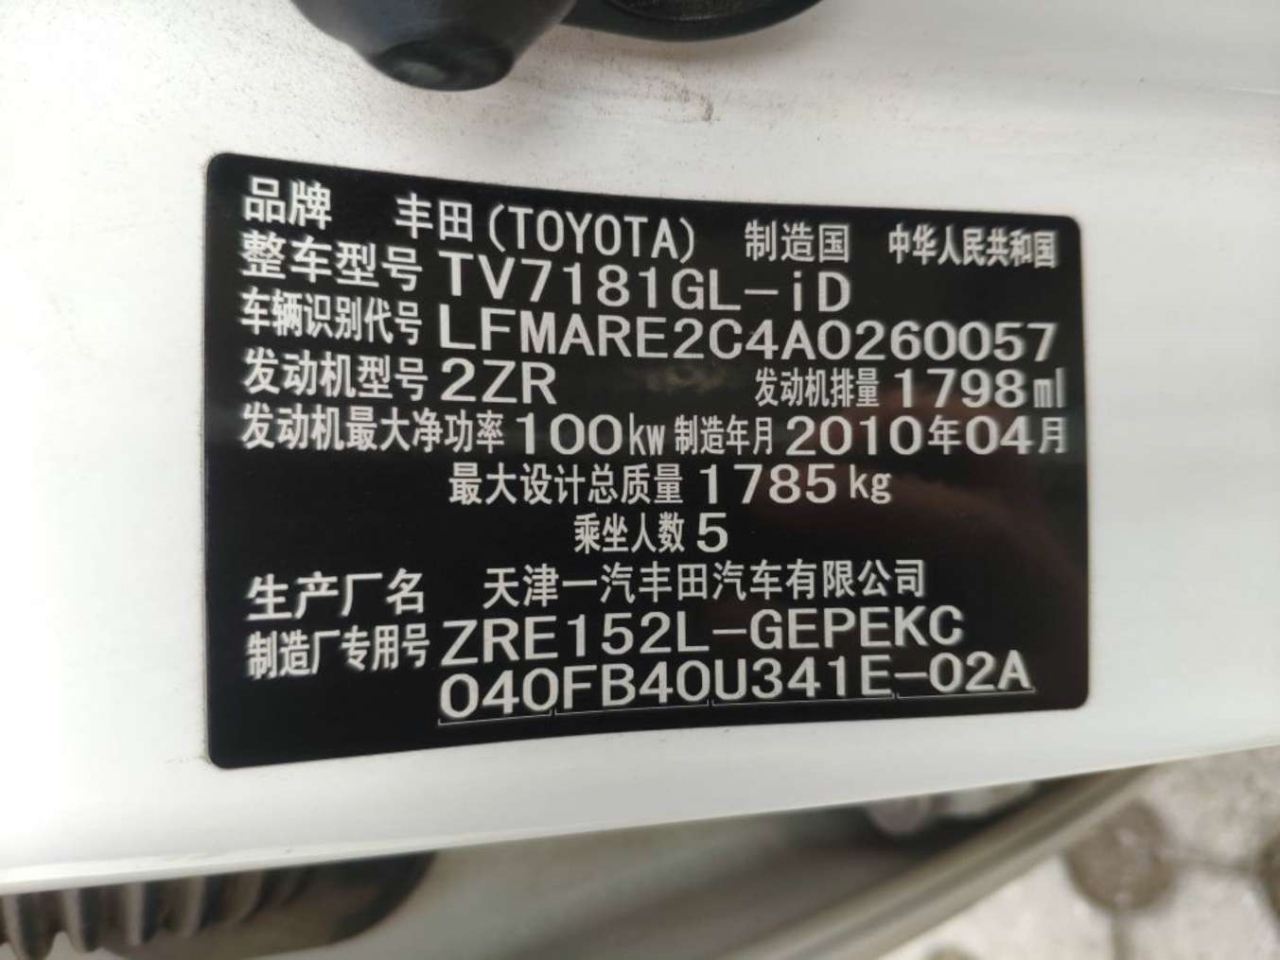 品牌 丰田(TOYOTA) 制造国 中华人民共和国
整车型号 TV7181GL-iD
车辆识别代号 LFMARE2C4A0260057
发动机型号 2ZR 发动机排量 1798ml
发动机最大净功率 100kw 制造年月 2010年04月
最大设计总质量 1785kg
乘坐人数 5
生产厂名 天津一汽丰田汽车有限公司
制造厂专用号 ZRE152L-GEPEKC
040FB40U341E-02A